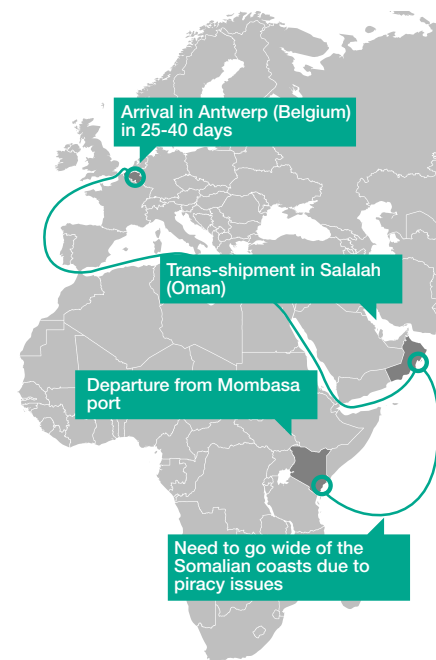 Arrival in Antwerp (Belgium)
in 25-40 days
Trans-shipment in Salalah
(Oman)
Departure from Mombasa
port
Need to go wide of the
Somalian coasts due to
piracy issues